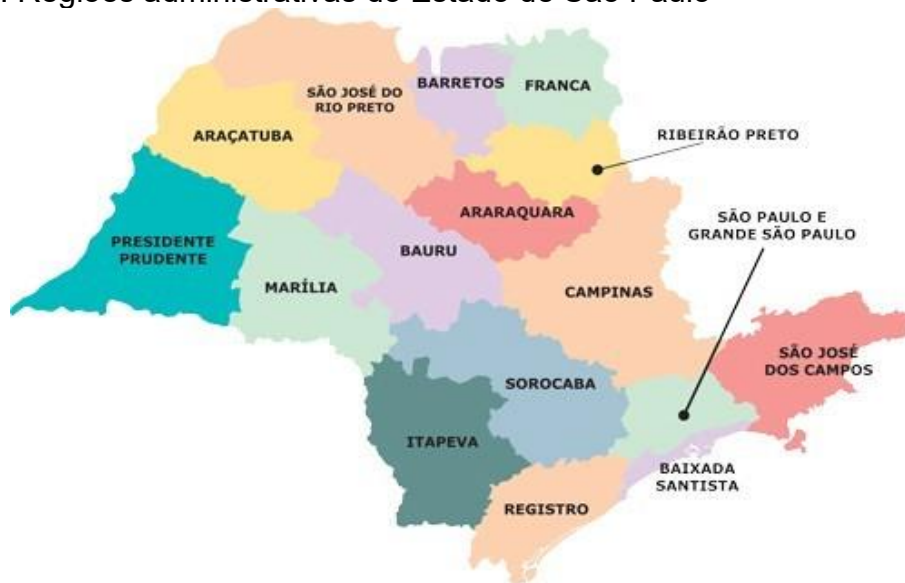 Regiões administrativas do Estado de São Paulo
BARRETOS
FRANCA
SÃO JOSÉ DO
RIO PRETO
RIBEIRÃO PRETO
ARAÇATUBA
ARARAQUARA
SÃO PAULO E
GRANDE SÃO PAULO
PRESIDENTE
PRUDENTE
BAURU
MARÍLIA
CAMPINAS
SÃO JOSÉ
DOS CAMPOS
SOROCABA
ITAPEVA
BAIXADA
SANTISTA
REGISTRO